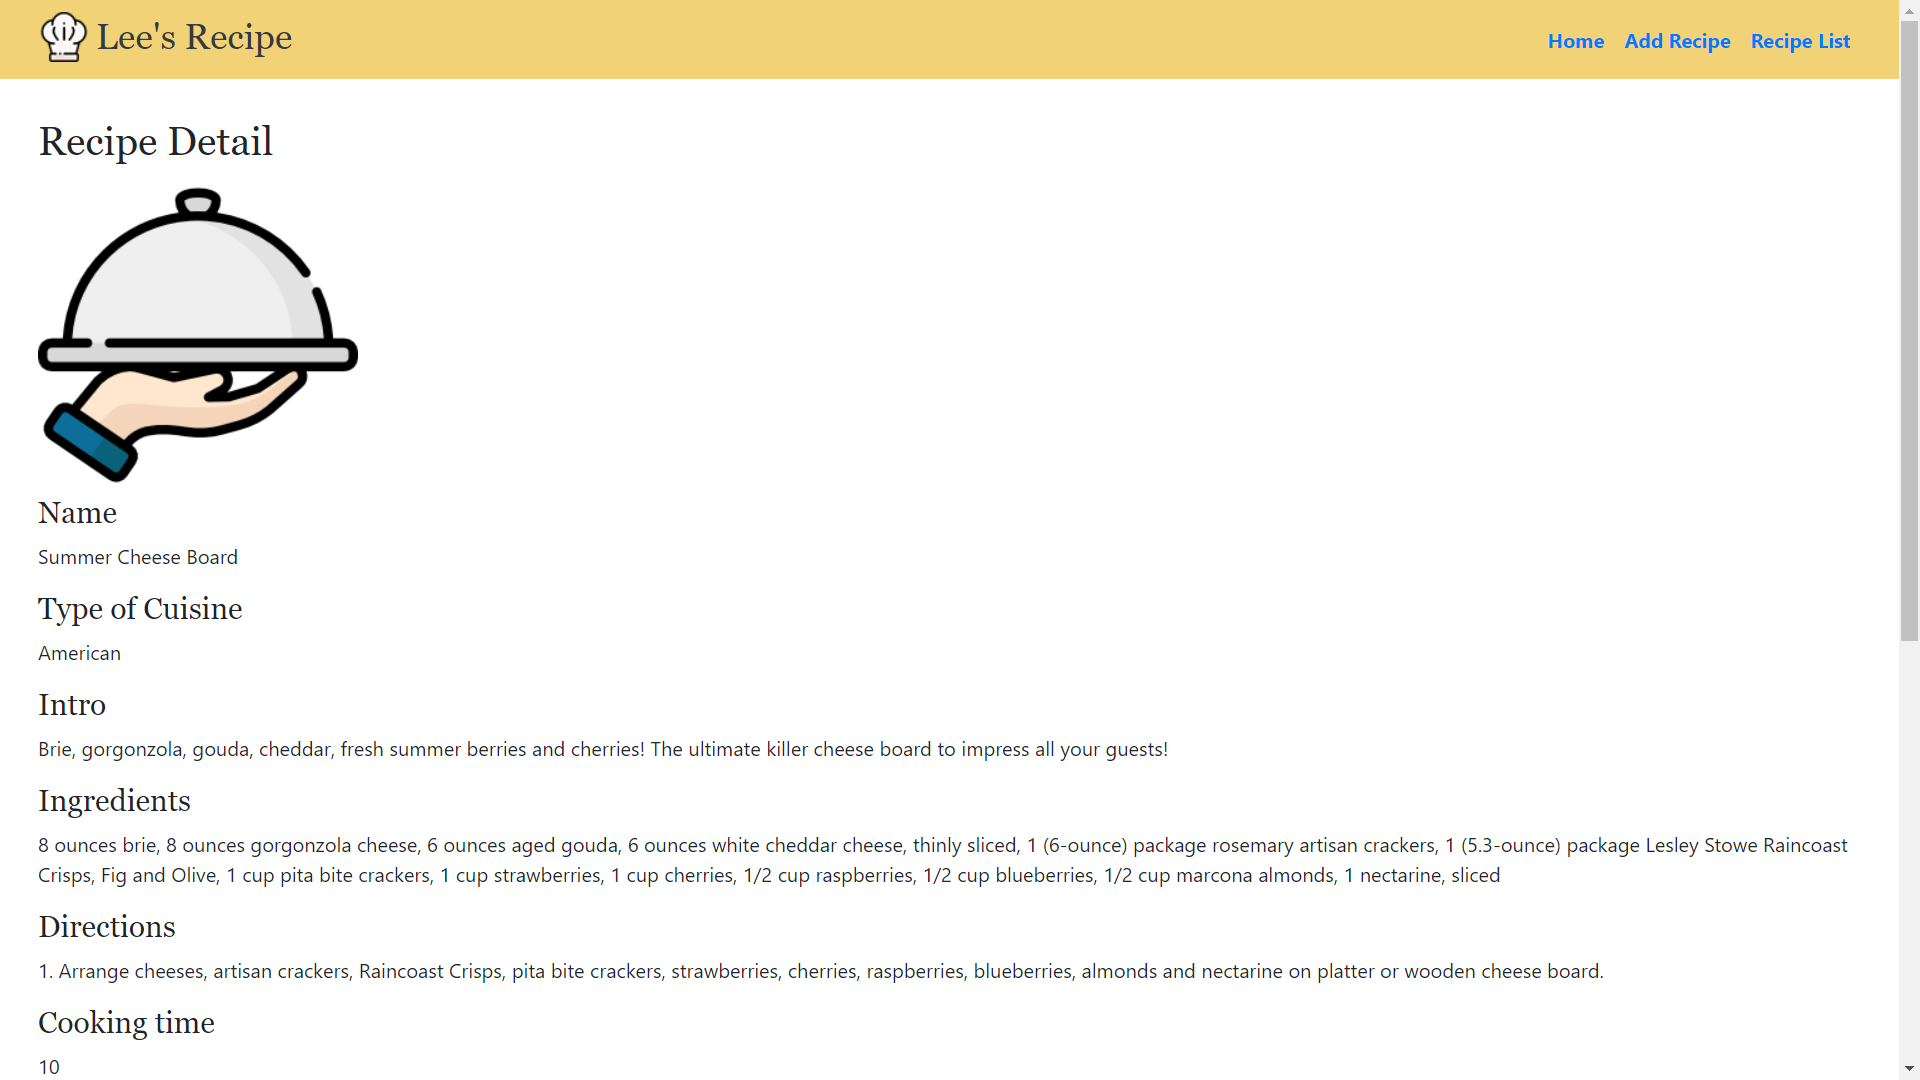 Lee's Recipe
Home Add Recipe Recipe List
Recipe Detail
Name
Summer Cheese Board
Type of Cuisine
American
Intro
Brie, gorgonzola, gouda, cheddar, fresh summer berries and cherries! The ultimate killer cheese board to impress all your guests!
Ingredients
8 ounces brie, 8 ounces gorgonzola cheese, 6 ounces aged gouda, 6 ounces white cheddar cheese, thinly sliced, 1 (6-ounce) package rosemary artisan crackers, 1 (5.3-ounce) package Lesley Stowe Raincoast
Crisps, Fig and Olive, 1 cup pita bite crackers, 1 cup strawberries, 1 cup cherries, 1/2 cup raspberries, 1/2 cup blueberries, 1/2 cup marcona almonds, 1 nectarine, sliced
Directions
1. Arrange cheeses, artisan crackers, Raincoast Crisps, pita bite crackers, strawberries, cherries, raspberries, blueberries, almonds and nectarine on platter or wooden cheese board.
Cooking time
10